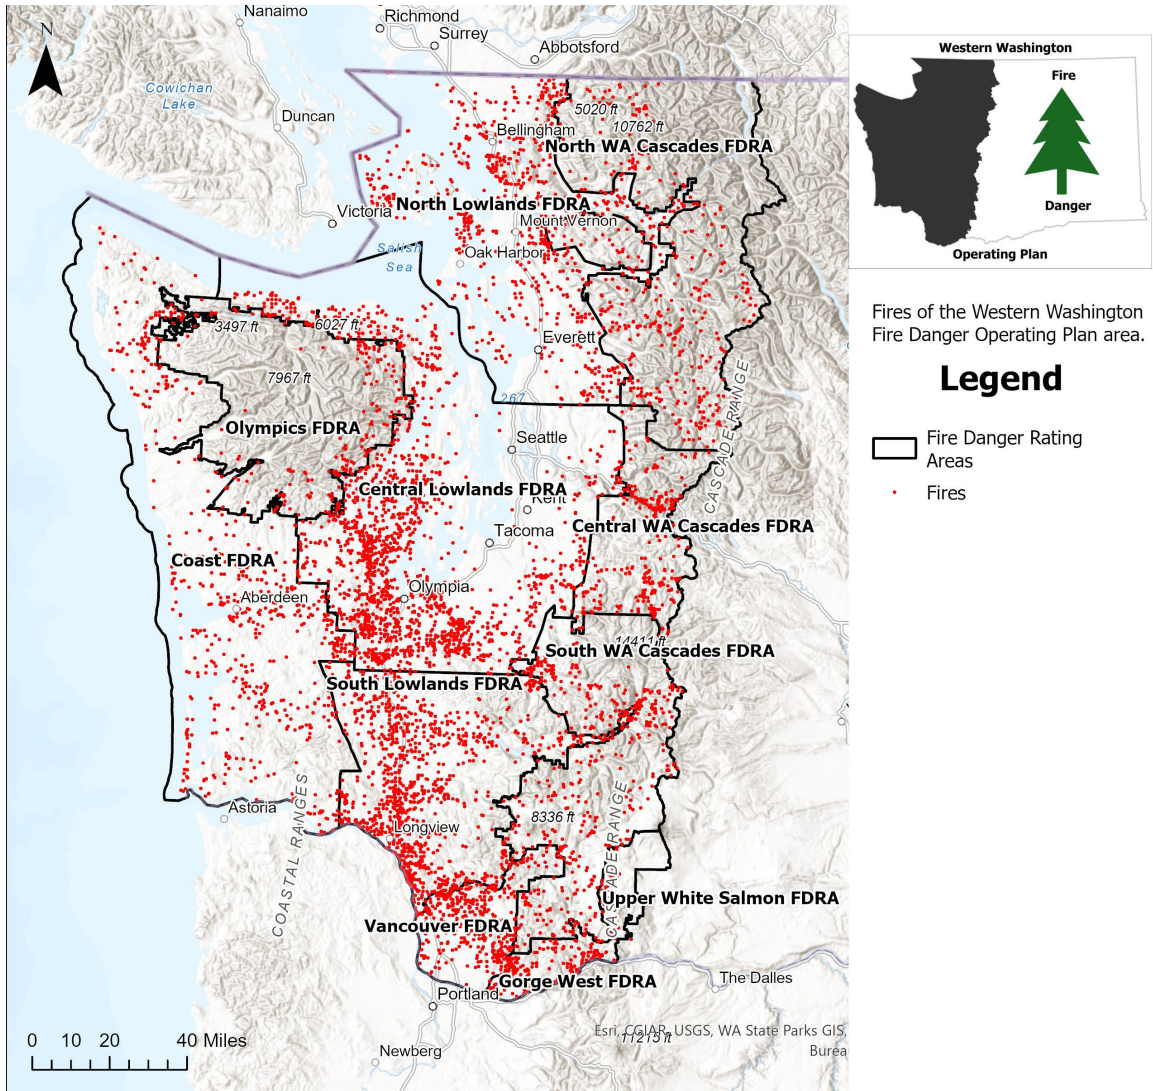 Nanaimo
Richmond
Surrey
Abbotsford
N
Cowichan
Lake
Duncan
5020 ft
10762 ft
Bellingham
North WA Cascades FDRA
North Lowlands FDRA
Victoria
Mount Vernon
Salish
Sea
Oak Harbor
3497 ft
6027 ft
Everett
7967 ft
CASCADE RANGE
267
Olympics FDRA
Seattle
Central Lowlands FDRA
Kent
Central WA Cascades FDRA
Tacoma
Coast FDRA
Olympia
Aberdeen
14411 ft
South WA Cascades FDRA
South Lowlands FDRA
Astoria
COASTAL RANGES
8336 ft
Longview
CASCADE RANGE
Upper White Salmon FDRA
Vancouver FDRA
Gorge West FDRA
The Dalles
Portland
Esri, CGIAR, USGS, WA State Parks GIS,
11215 ft
Burea
0 10 20 40 Miles
Newberg
Western Washington
Fire
Danger
Operating Plan
Fires of the Western Washington
Fire Danger Operating Plan area.
Legend
Fire Danger Rating
Areas
Fires